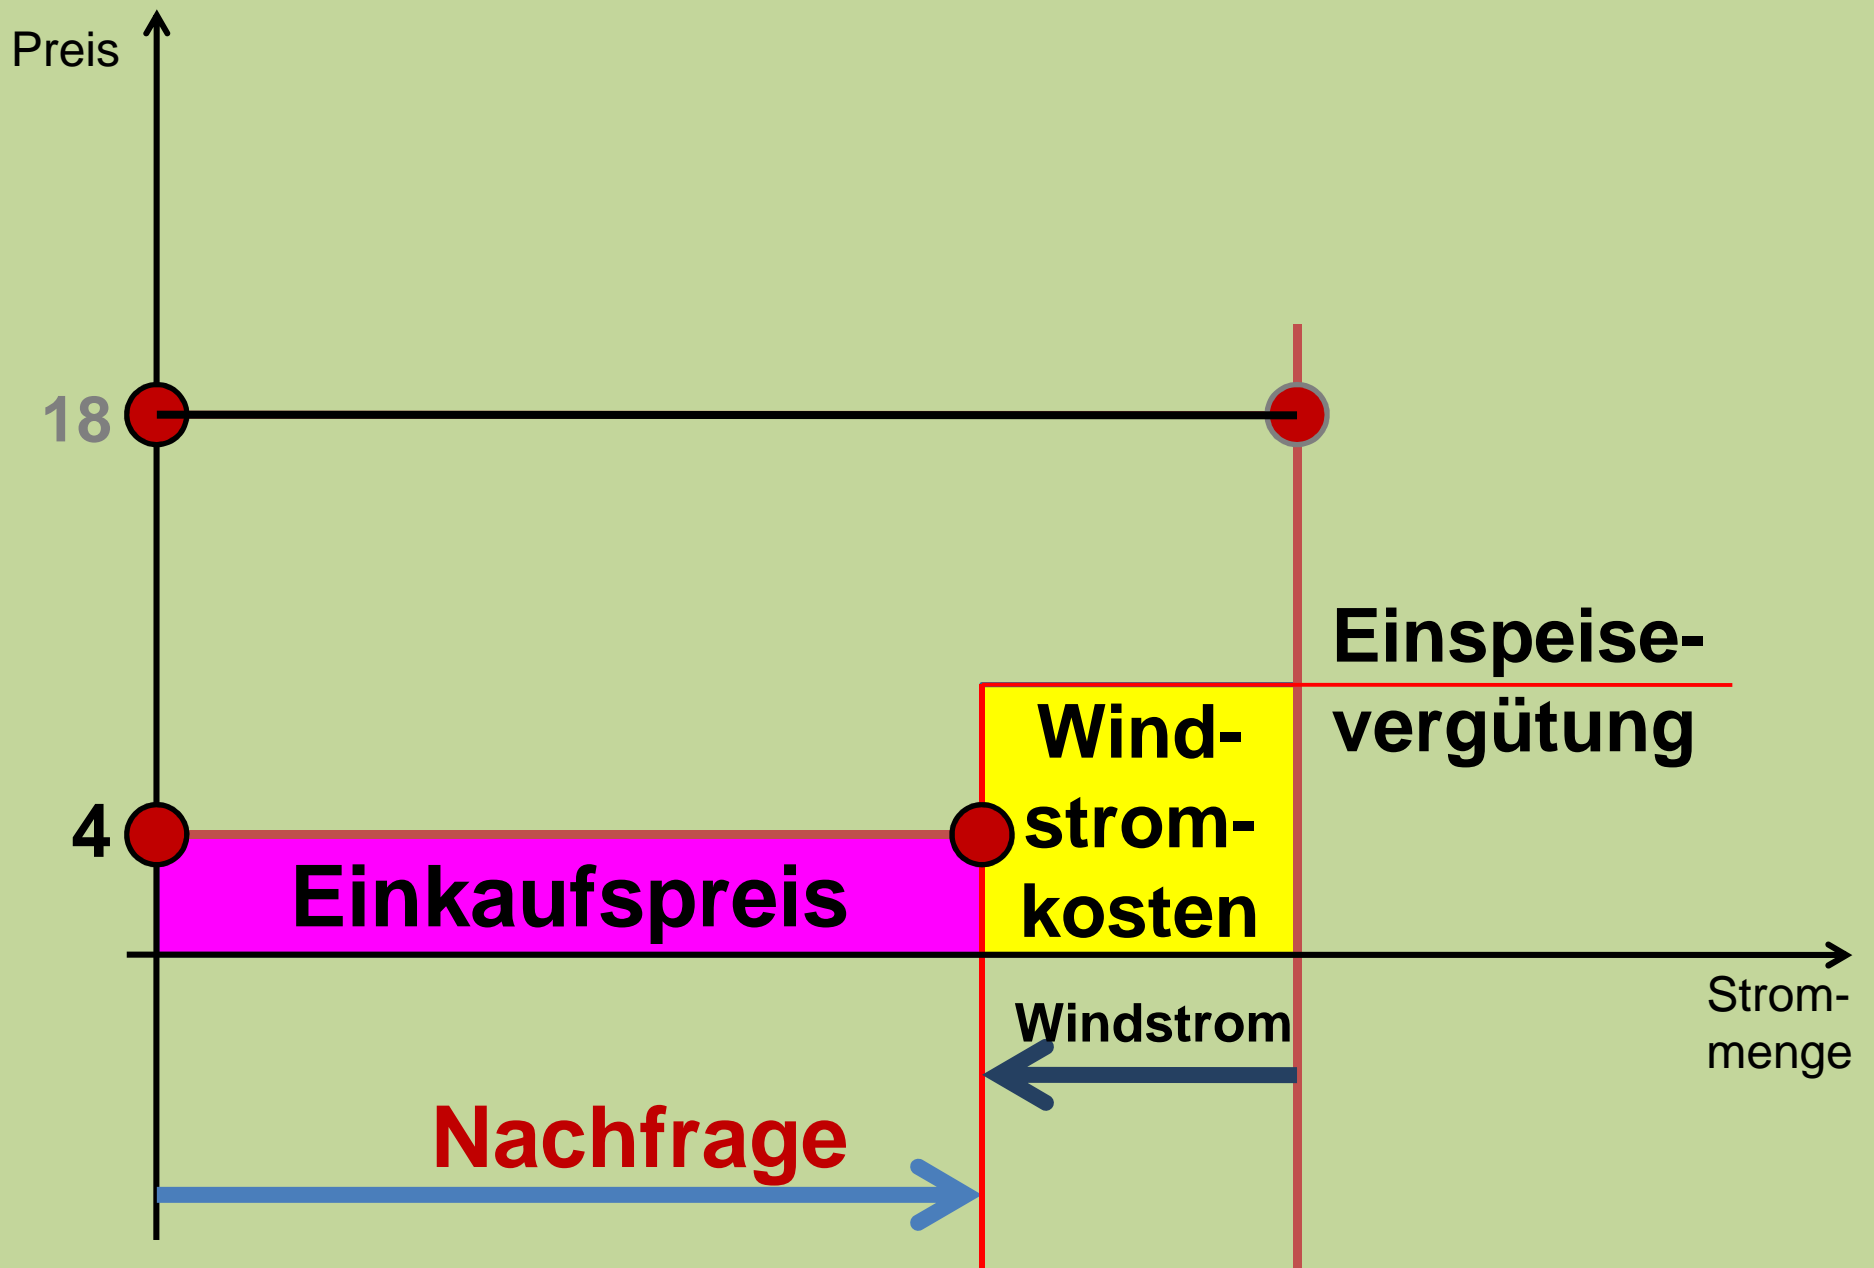 Preis
18
Einspeise-
vergütung
Wind-
strom-
kosten
4
Einkaufspreis
Strom-
menge
Windstrom
Nachfrage